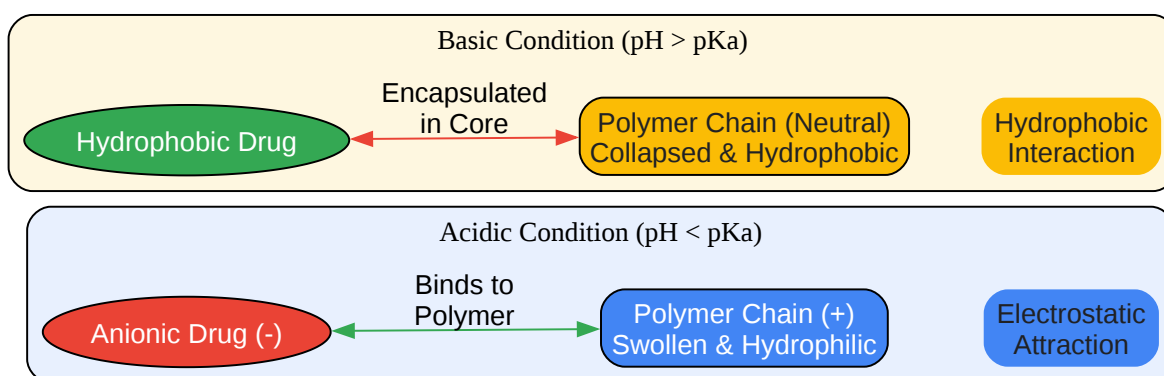 Basic Condition (pH > pKa)
Encapsulated
in Core
Hydrophobic Drug
Polymer Chain (Neutral)
Collapsed & Hydrophobic
Hydrophobic
Interaction
Acidic Condition (pH < pKa)
Binds to
Polymer
Anionic Drug (-)
Polymer Chain (+)
Swollen & Hydrophilic
Electrostatic
Attraction